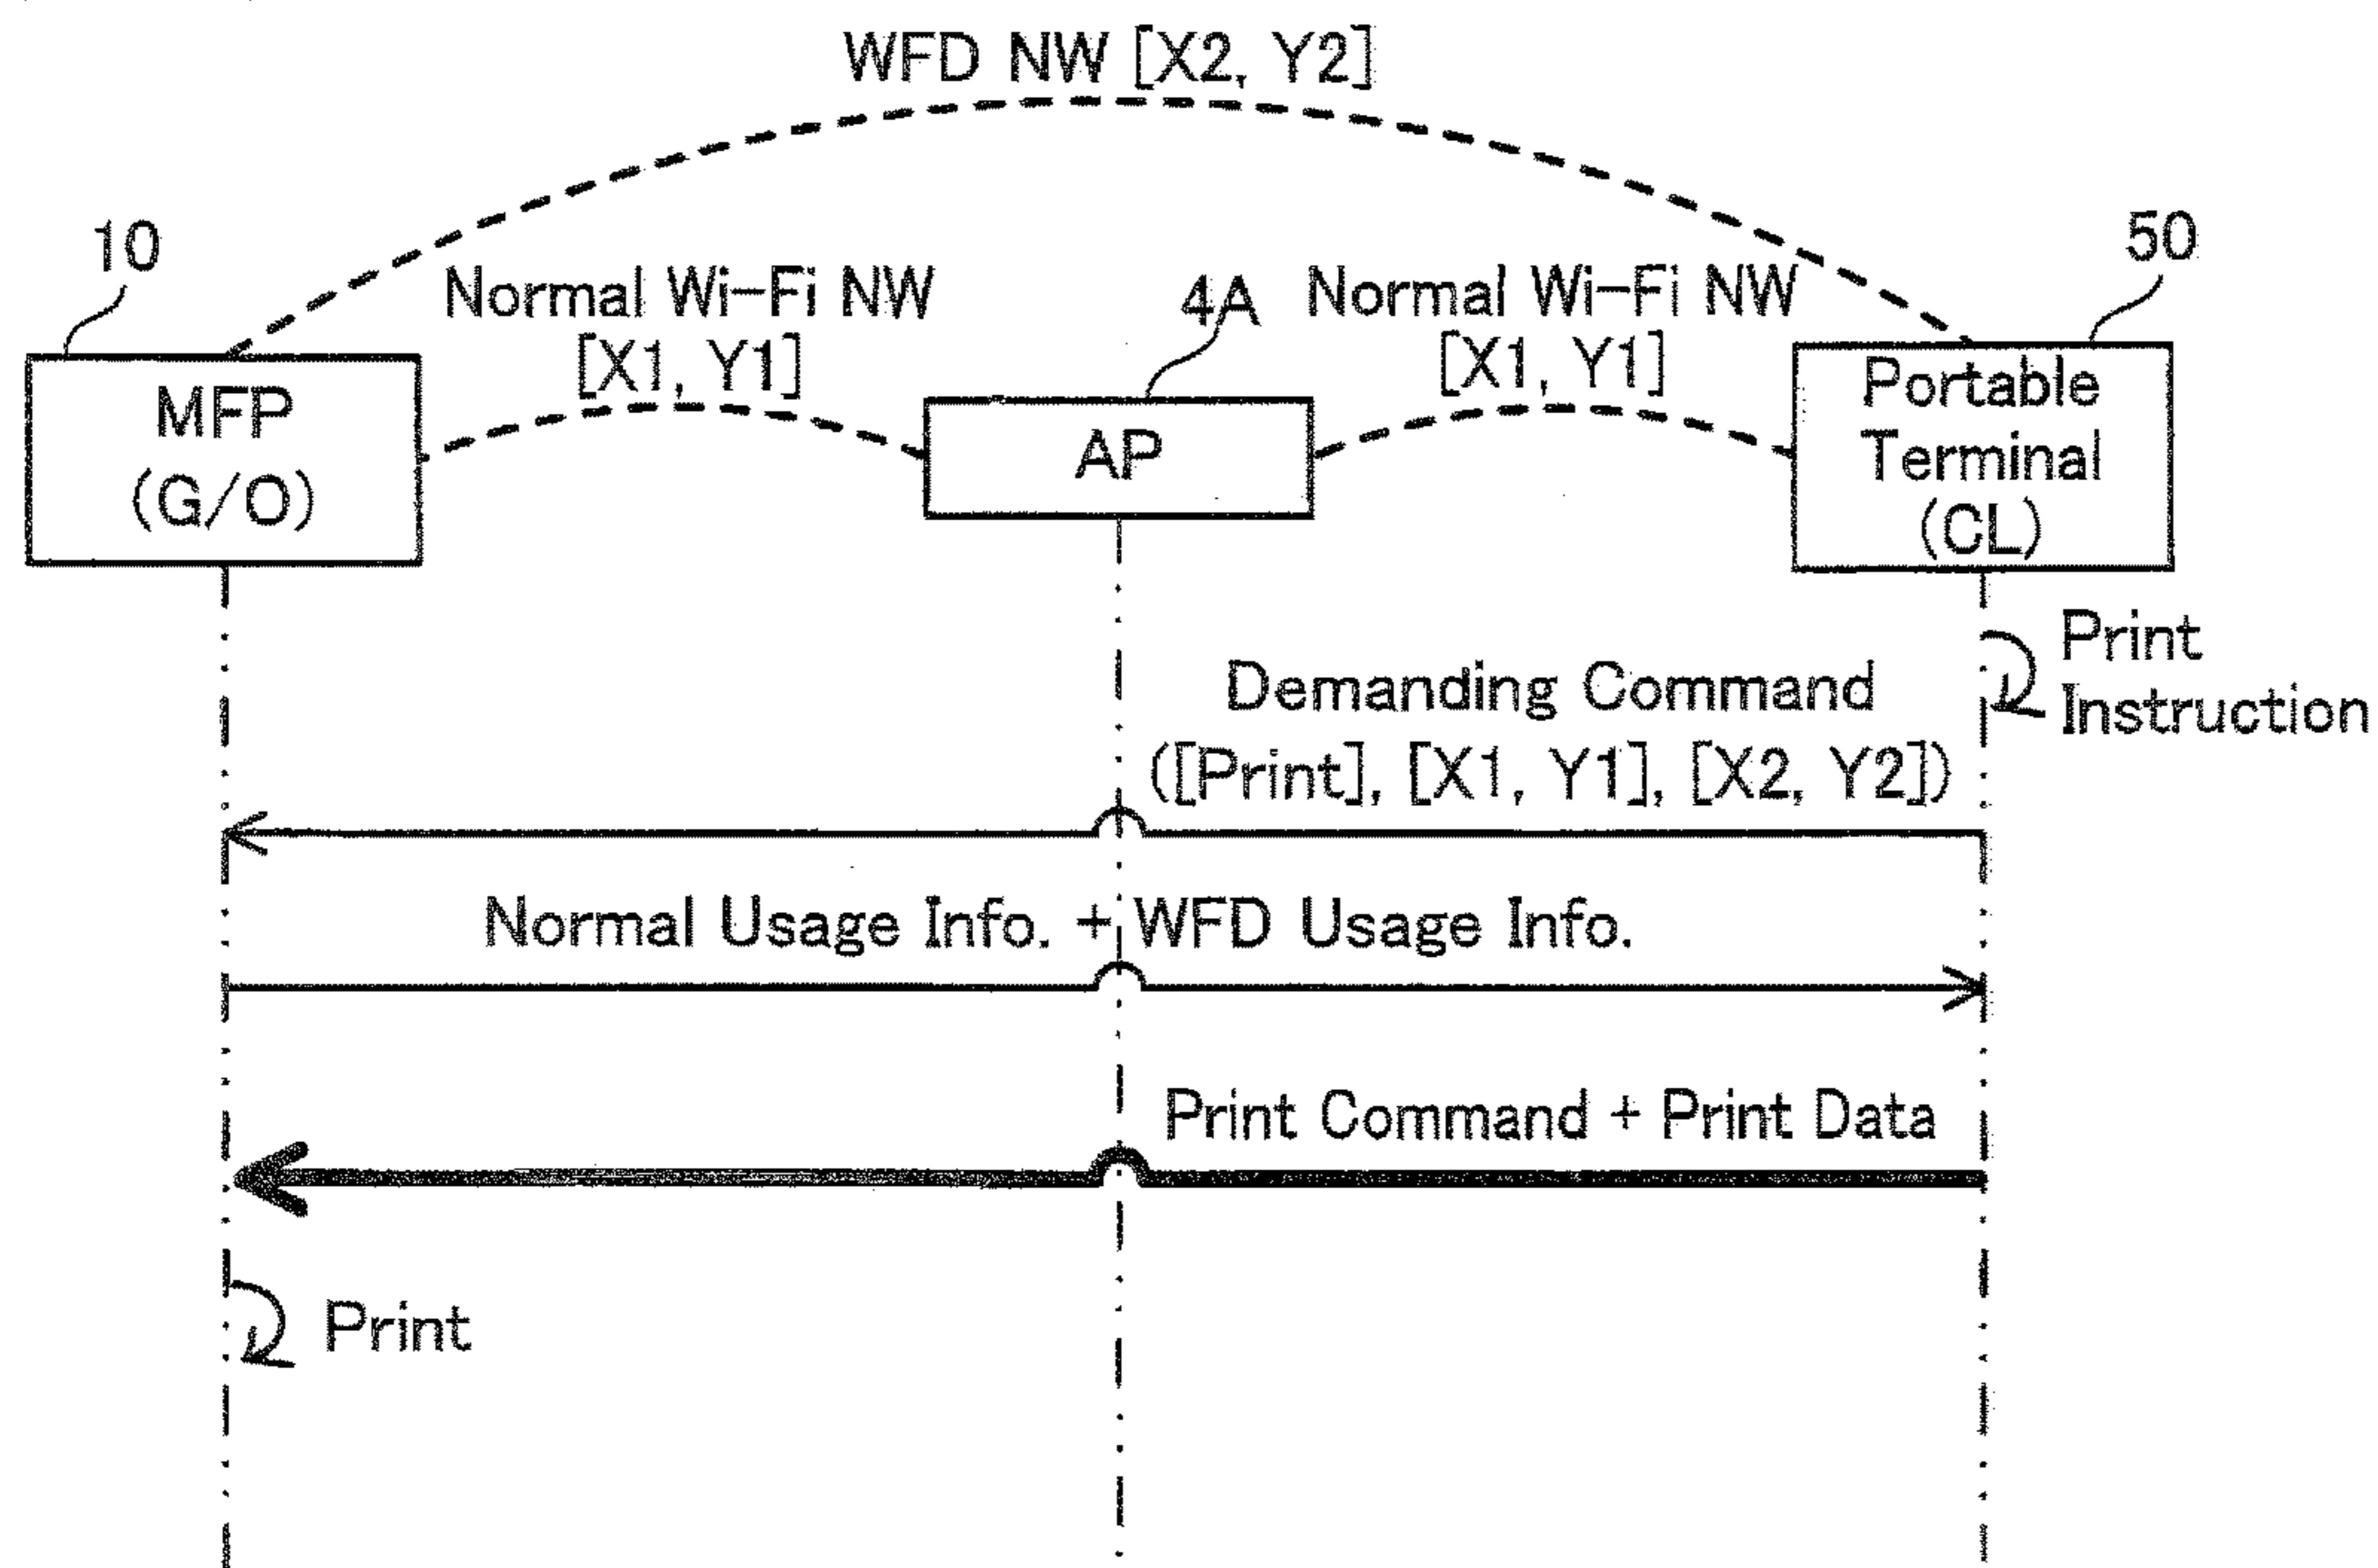 WFD NW [X2, Y2]
10
50
Normal Wi-Fi NW
[X1, Y1]
4A
Normal Wi-Fi NW
[X1, Y1]
MFP
(G/O)
AP
Portable
Terminal
(CL)
Print
Instruction
Demanding Command
([Print], [X1, Y1], [X2, Y2])
Normal Usage Info. + WFD Usage Info.
Print Command + Print Data
Print